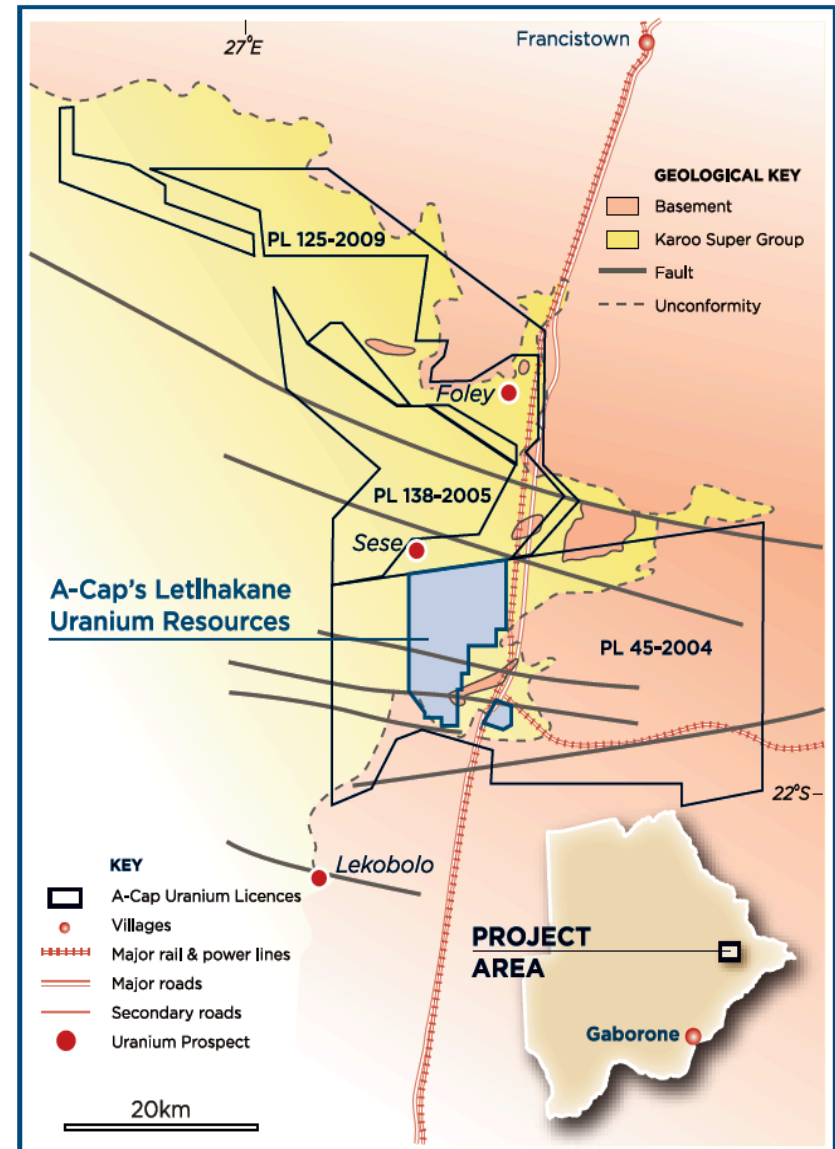 27°E
Francistown
GEOLOGICAL KEY
Basement
Karoo Super Group
Fault
Unconformity
PL 125-2009
Foley
PL 138-2005
Sese
A-Cap's Letlhakane
Uranium Resources
PL 45-2004
22°S
Lekobolo
KEY
A-Cap Uranium Licences
Villages
Major rail & power lines
Major roads
Secondary roads
Uranium Prospect
20km
PROJECT
AREA
Gaborone